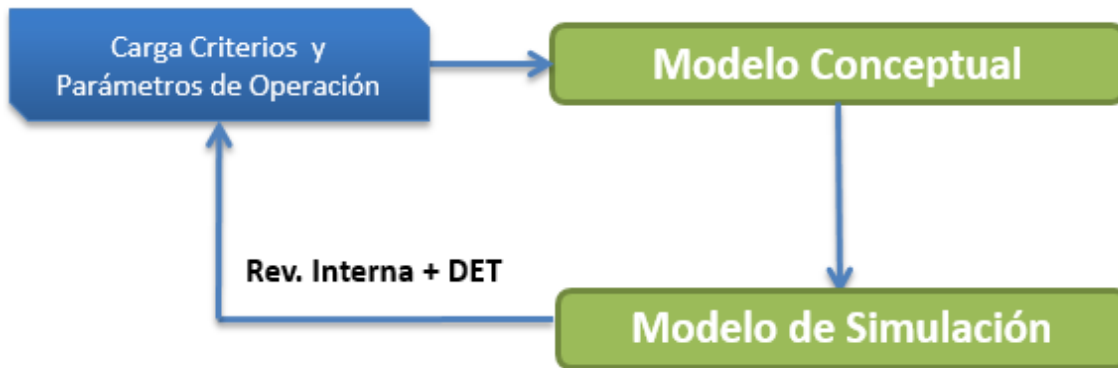 Carga Criterios y
Parámetros de Operación
Modelo Conceptual
Rev. Interna + DET
Modelo de Simulación